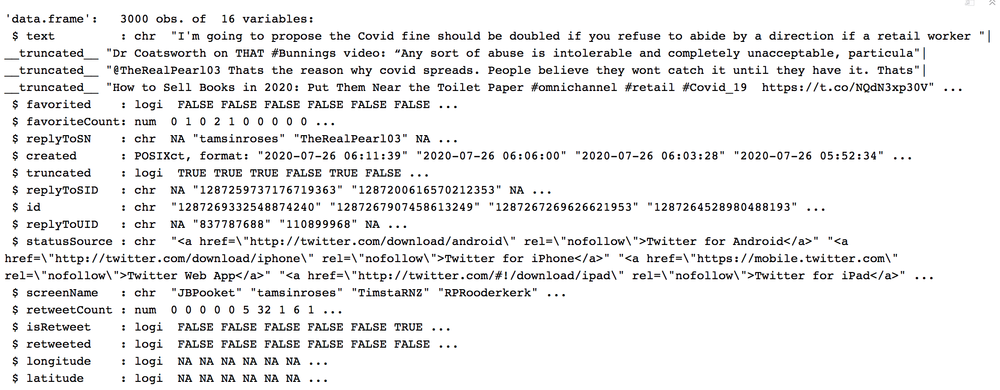 'data.frame':   3000 obs. of  16 variables:
 $ text         : chr  "I'm going to propose the Covid fine should be doubled if you refuse to abide by a direction if a retail worker "|
__truncated__ "Dr Coatsworth on THAT #Bunnings video: “Any sort of abuse is intolerable and completely unacceptable, particula"|
__truncated__ "@TheRealPearl03 Thats the reason why covid spreads. People believe they wont catch it until they have it. Thats"|
__truncated__ "How to Sell Books in 2020: Put Them Near the Toilet Paper #omnichannel #retail #Covid_19  https://t.co/NQdN3xp30V" ...
 $ favorited    : logi  FALSE FALSE FALSE FALSE FALSE FALSE ...
 $ favoriteCount: num  0 1 0 2 1 0 0 0 0 0 ...
 $ replyToSN    : chr  NA "tamsinroses" "TheRealPearl03" NA ...
 $ created      : POSIXct, format: "2020-07-26 06:11:39" "2020-07-26 06:06:00" "2020-07-26 06:03:28" "2020-07-26 05:52:34" ...
 $ truncated    : logi  TRUE TRUE TRUE FALSE TRUE FALSE ...
 $ replyToSID   : chr  NA "1287259737176719363" "1287200616570212353" NA ...
 $ id           : chr  "1287269332548874240" "1287267907458613249" "1287267269626621953" "1287264528980488193" ...
 $ replyToUID   : chr  NA "837787688" "110899968" NA ...
 $ statusSource : chr  "<a href=\"http://twitter.com/download/android\" rel=\"nofollow\">Twitter for Android</a>" "<a
href=\"http://twitter.com/download/iphone\" rel=\"nofollow\">Twitter for iPhone</a>" "<a href=\"https://mobile.twitter.com\"
rel=\"nofollow\">Twitter Web App</a>" "<a href=\"http://twitter.com/#!/download/ipad\" rel=\"nofollow\">Twitter for iPad</a>" ...
 $ screenName   : chr  "JBPooket" "tamsinroses" "TimstaRNZ" "RPRooderkerk" ...
 $ retweetCount : num  0 0 0 0 0 5 32 1 6 1 ...
 $ isRetweet    : logi  FALSE FALSE FALSE FALSE FALSE TRUE ...
 $ retweeted    : logi  FALSE FALSE FALSE FALSE FALSE FALSE ...
 $ longitude    : logi  NA NA NA NA NA NA ...
 $ latitude     : logi  NA NA NA NA NA NA ...